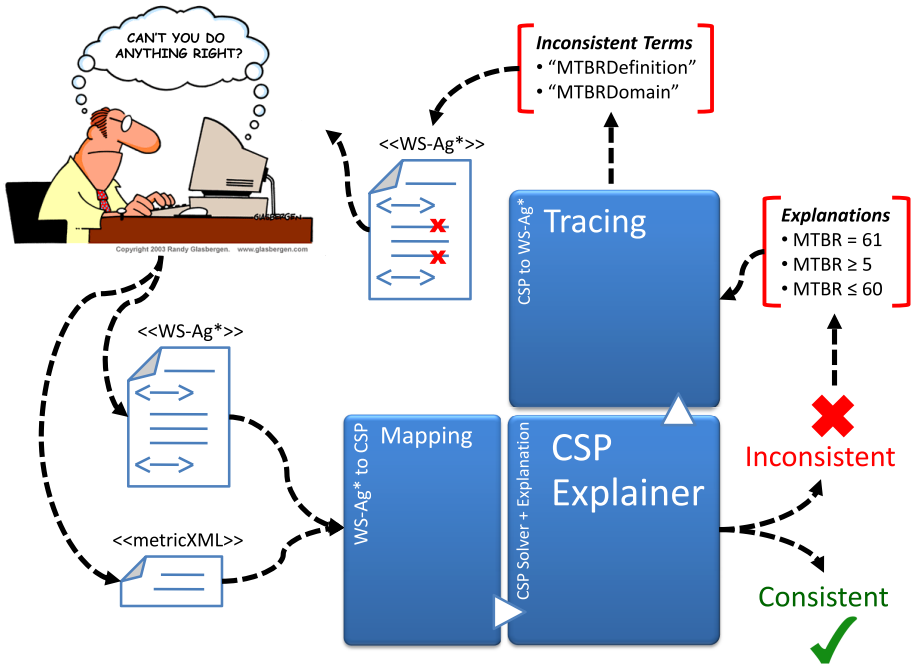 CAN'T YOU DO
ANYTHING RIGHT?
GLASBERGEN
Copyright 2003 Randy Glasbergen. www.glasbergen.com
Inconsistent Terms
• “MTBRDefinition”
• “MTBRDomain”
<<WS-Ag*>>
x
x
CSP to WS-Ag*
Tracing
Explanations
• MTBR = 61
• MTBR ≥ 5
• MTBR ≤ 60
<<WS-Ag*>>
<<metricXML>>
WS-Ag* to CSP
Mapping
CSP Solver + Explanation
CSP
Explainer
Inconsistent
Consistent